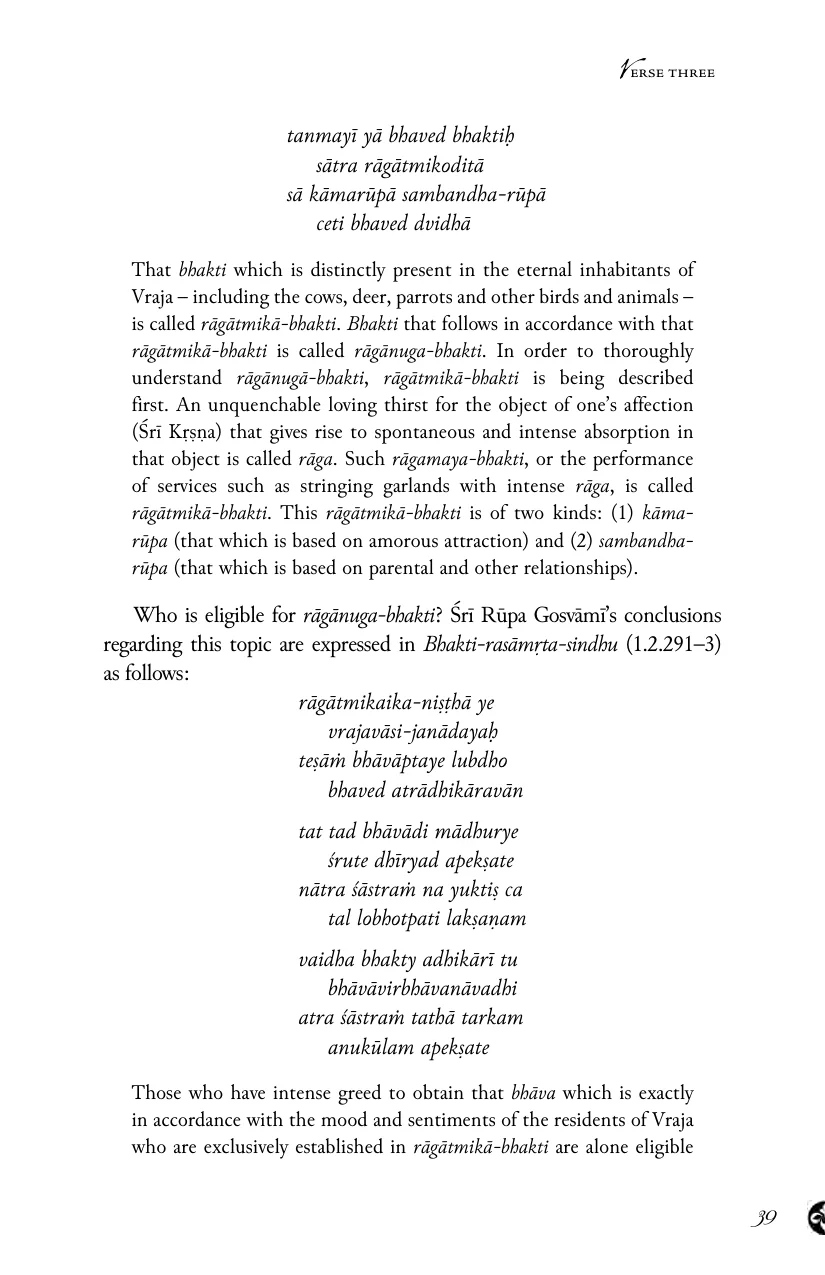 VERSE THREE
tanmayī yā bhaved bhaktiḥ
sātra rāgātmikoditā
sā kāmarūpā sambandha-rūpā
ceti bhaved dvidhā
That bhakti which is distinctly present in the eternal inhabitants of
Vraja – including the cows, deer, parrots and other birds and animals –
is called rāgātmikā-bhakti. Bhakti that follows in accordance with that
rāgātmikā-bhakti is called rāgānuga-bhakti. In order to thoroughly
understand rāgānugā-bhakti, rāgātmikā-bhakti is being described
first. An unquenchable loving thirst for the object of one’s affection
(Śrī Kṛṣṇa) that gives rise to spontaneous and intense absorption in
that object is called rāga. Such rāgamaya-bhakti, or the performance
of services such as stringing garlands with intense rāga, is called
rāgātmikā-bhakti. This rāgātmikā-bhakti is of two kinds: (1) kāma-
rūpa (that which is based on amorous attraction) and (2) sambandha-
rūpa (that which is based on parental and other relationships).
Who is eligible for rāgānuga-bhakti? Śrī Rūpa Gosvāmī’s conclusions
regarding this topic are expressed in Bhakti-rasāmṛta-sindhu (1.2.291–3)
as follows:
rāgātmikaika-niṣṭhā ye
vrajavāsi-janādayaḥ
teṣāṁ bhāvāptaye lubdho
bhaved atrādhikāravān
tat tad bhāvādi mādhurye
śrute dhīryad apekṣate
nātra śāstraṁ na yuktiṣ ca
tal lobhotpati lakṣaṇam
vaidha bhakty adhikārī tu
bhāvāvirbhāvanāvadhi
atra śāstraṁ tathā tarkam
anukūlam apekṣate
Those who have intense greed to obtain that bhāva which is exactly
in accordance with the mood and sentiments of the residents of Vraja
who are exclusively established in rāgātmikā-bhakti are alone eligible
39